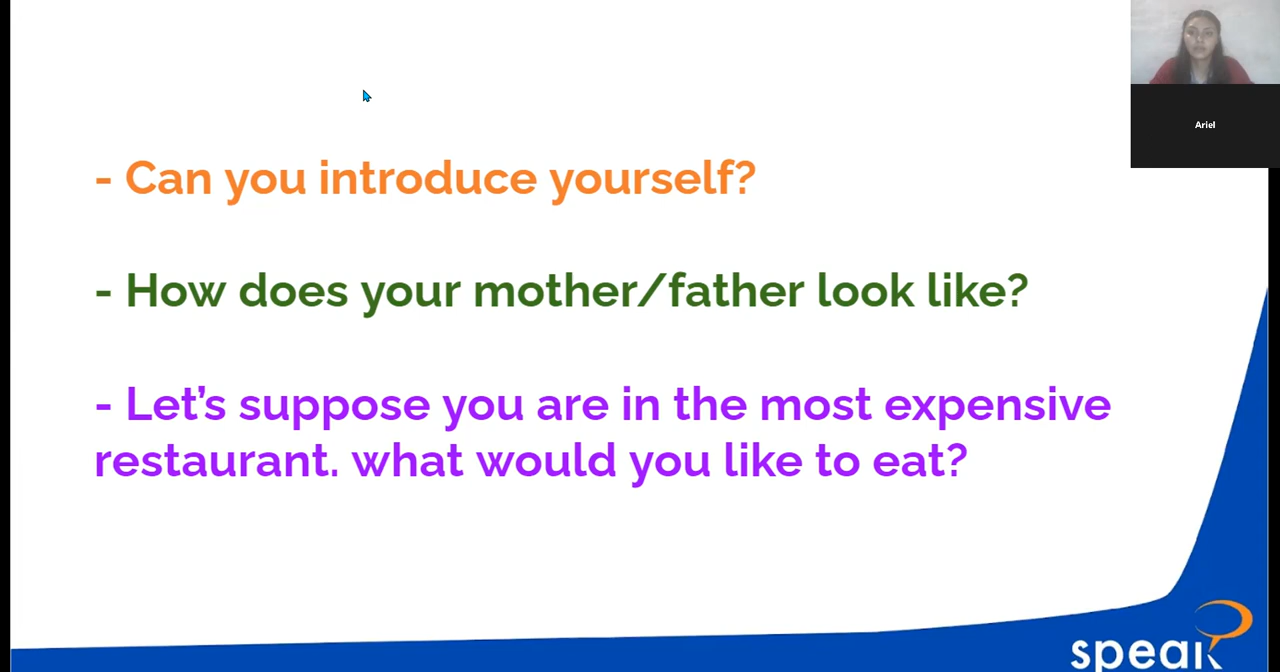 Ariel
- Can you introduce yourself?
- How does your mother/father look like?
- Let's suppose you are in the most expensive
restaurant. what would you like to eat?
speak